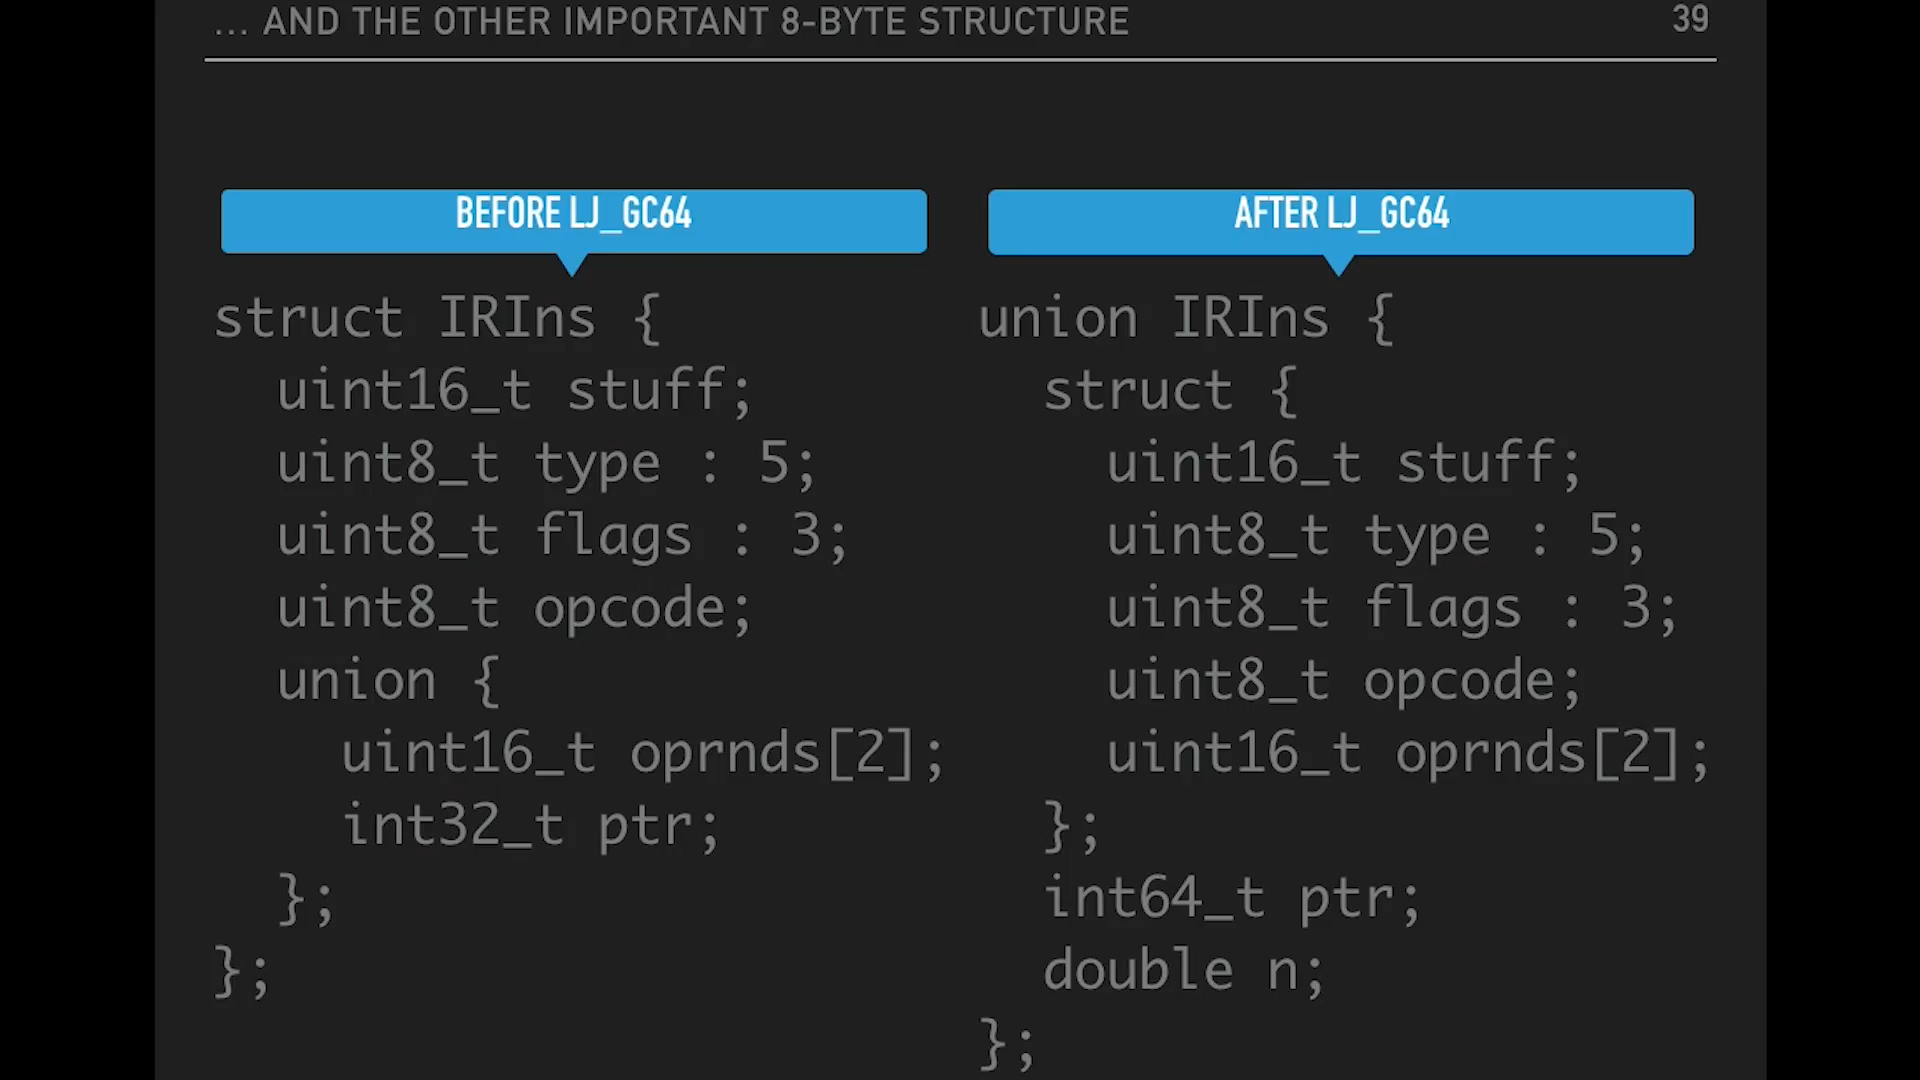 ... AND THE OTHER IMPORTANT 8-BYTE STRUCTURE
39
BEFORE LJ_GC64
struct IRIns {
uint16_t stuff;
uint8_t type : 5;
uint8_t flags : 3;
uint8_t opcode;
union {
uint16_t oprnds[2];
int32_t ptr;
};
};
AFTER LJ_GC64
union IRIns {
struct {
uint16_t stuff;
uint8_t type : 5;
uint8_t flags : 3;
uint8_t opcode;
uint16_t oprnds[2];
};
int64_t ptr;
double n;
};